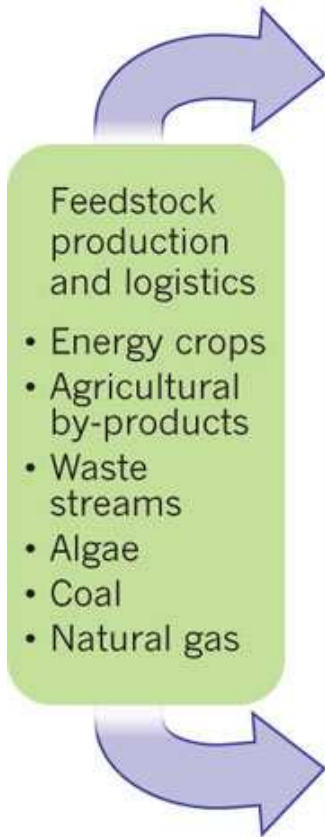 Feedstock
production
and logistics
• Energy crops
• Agricultural
by-products
• Waste
streams
• Algae
• Coal
• Natural gas